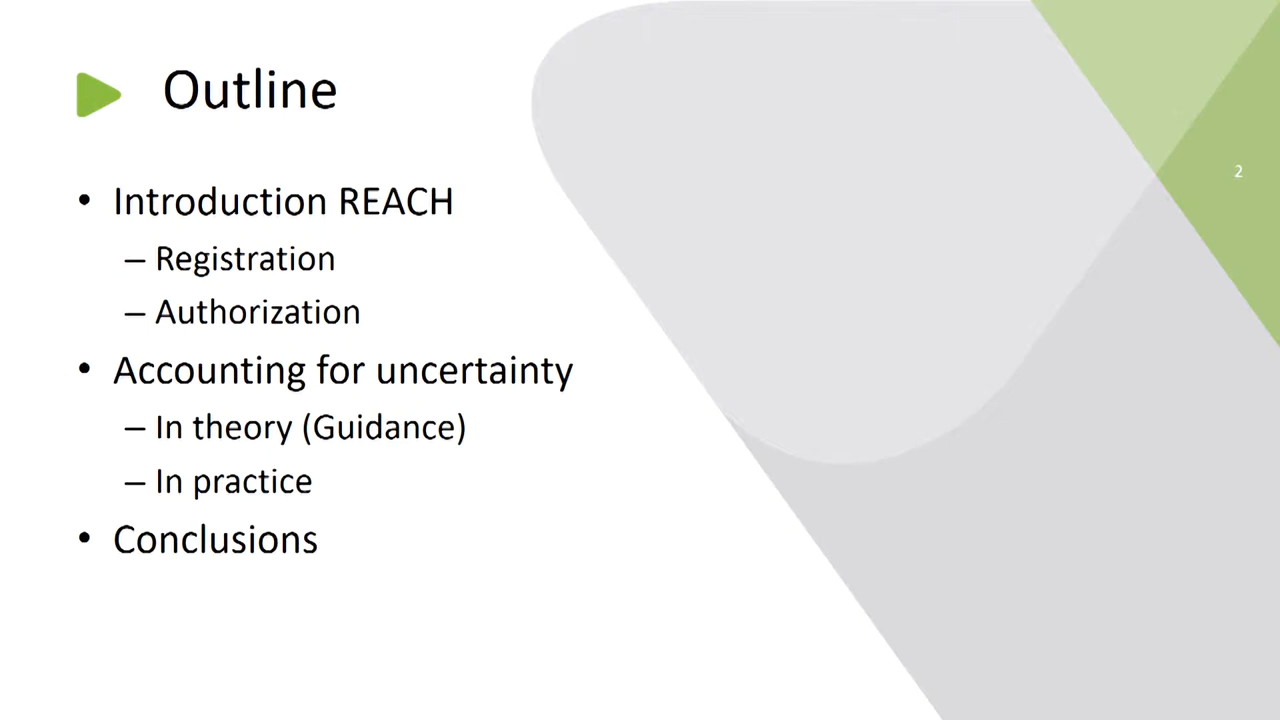 Outline
2
• Introduction REACH
– Registration
– Authorization
• Accounting for uncertainty
– In theory (Guidance)
– In practice
• Conclusions